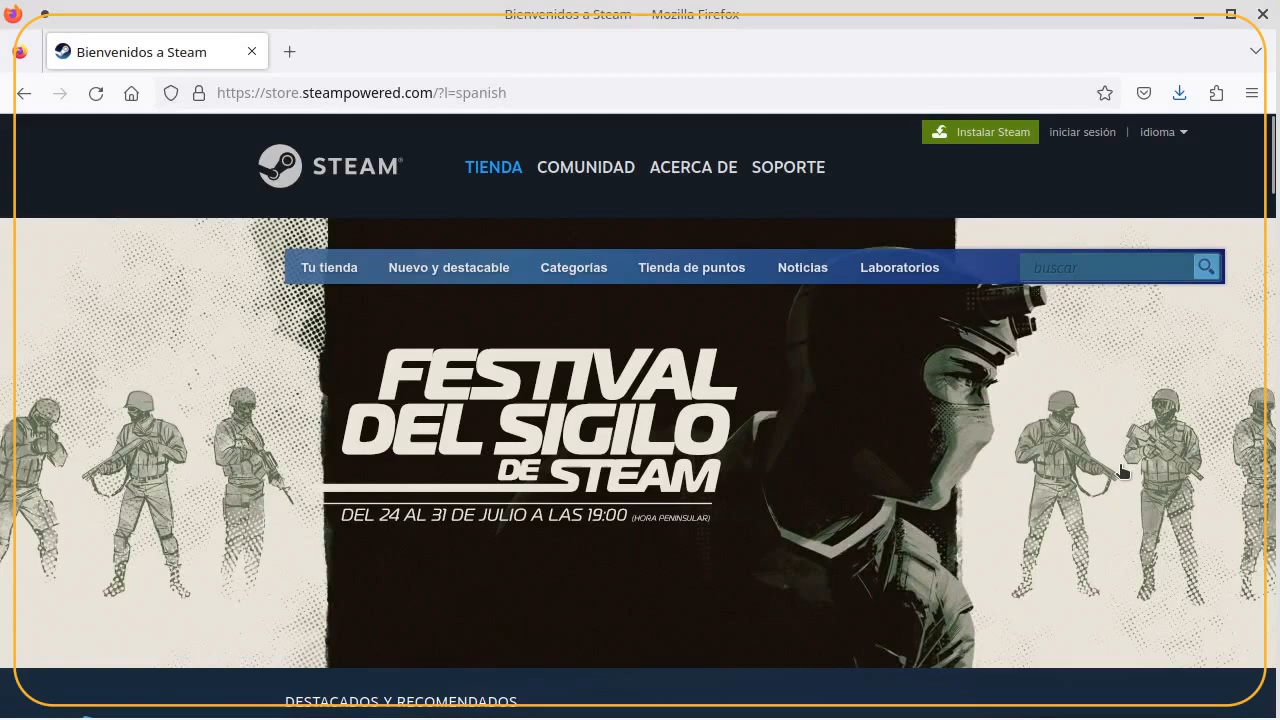 Bienvenidos a Steam — Mozilla Firefox
Bienvenidos a Steam
https://store.steampowered.com/?l=spanish
Instalar Steam
iniciar sesión | idioma
STEAM®
TIENDA COMUNIDAD ACERCA DE SOPORTE
Tu tienda Nuevo y destacable Categorías Tienda de puntos Noticias Laboratorios buscar
FESTIVAL
DEL SIGILO
DE STEAM
DEL 24 AL 31 DE JULIO A LAS 19:00 (HORA PENINSULAR)
DESTACADOS Y RECOMENDADOS